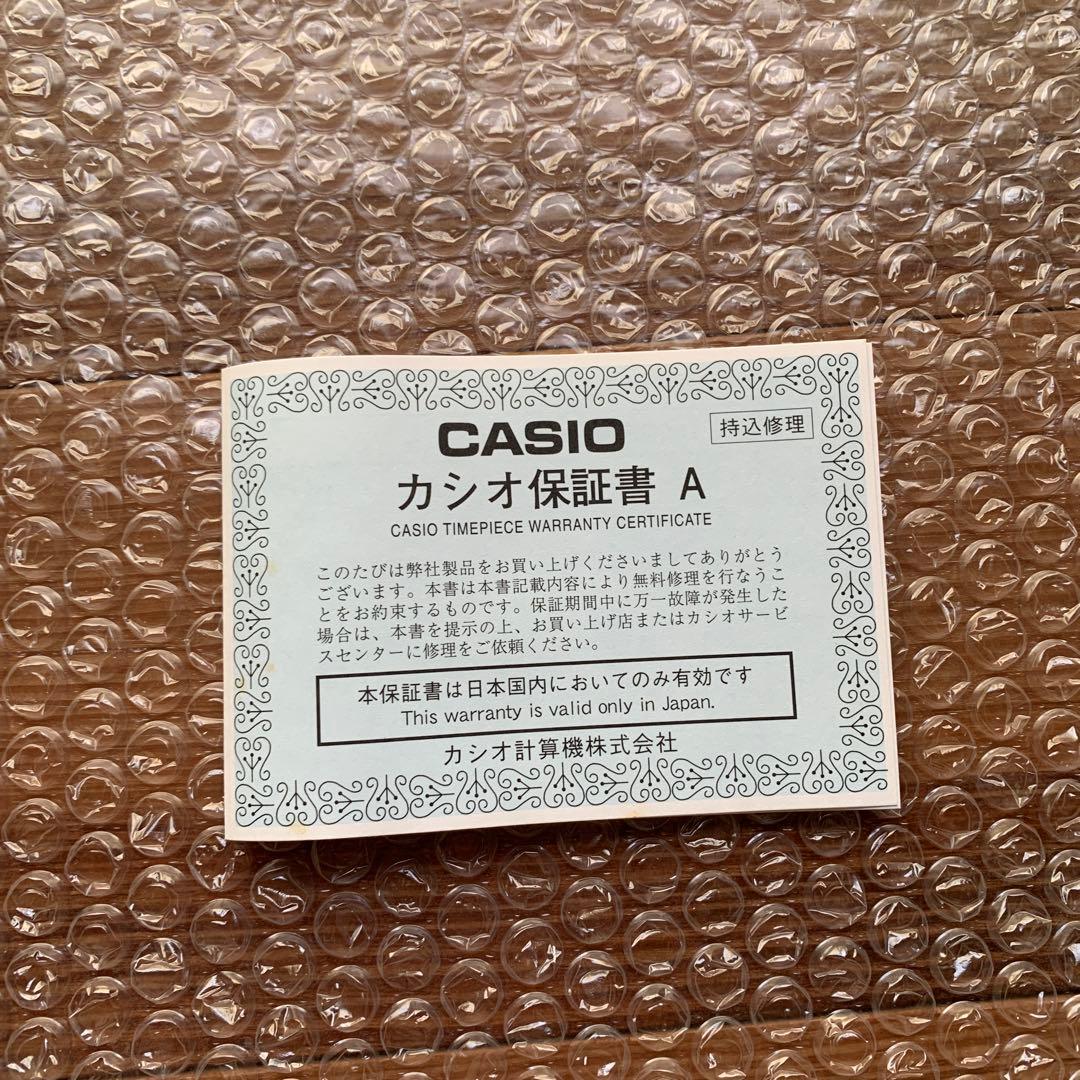 CASIO
持込修理
カシオ保証書 A
CASIO TIMEPIECE WARRANTY CERTIFICATE
このたびは弊社製品をお買い上げくださいましてありがとう
ございます。本書は本書記載内容により無料修理を行なうこ
とをお約束するものです。保証期間中に万一故障が発生した
場合は、本書を提示の上、お買い上げ店またはカシオサービ
スセンターに修理をご依頼ください。
本保証書は日本国内においてのみ有効です
This warranty is valid only in Japan.
カシオ計算機株式会社